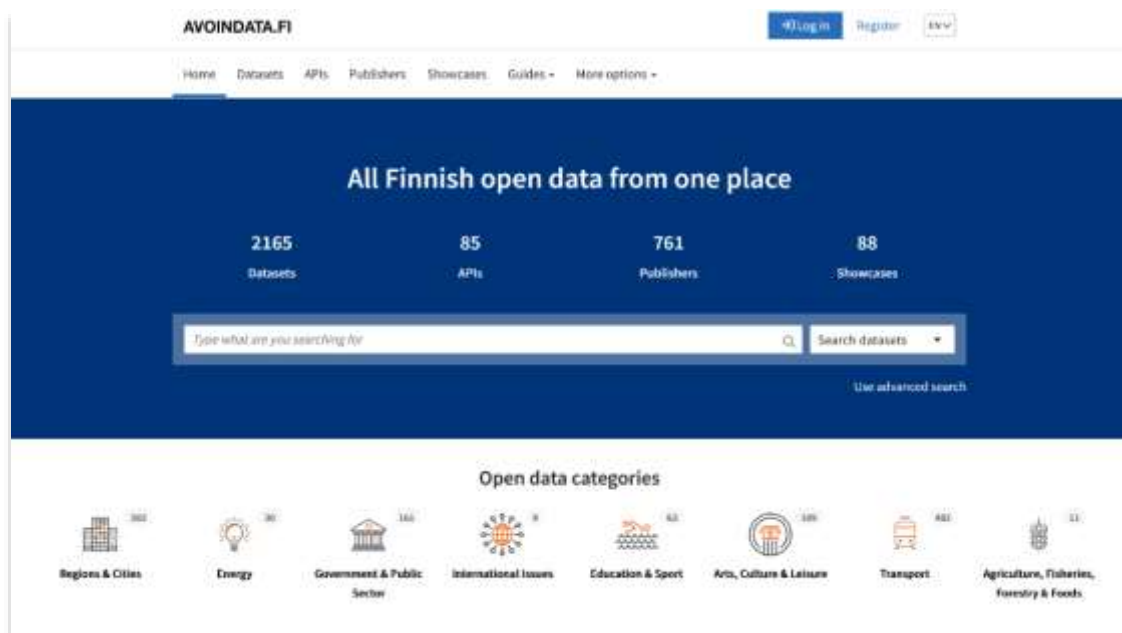 AVOINDATA.FI
Log in
Register
EN
Home
Datasets
APIs
Publishers
Showcases
Guides
More options
All Finnish open data from one place
2165
85
761
88
Datasets
APIs
Publishers
Showcases
Type what are you searching for
Search datasets
Use advanced search
Open data categories
Regions & Cities
Energy
Government & Public
Sector
International Issues
Education & Sport
Arts, Culture & Leisure
Transport
Agriculture, Fisheries,
Forestry & Foods